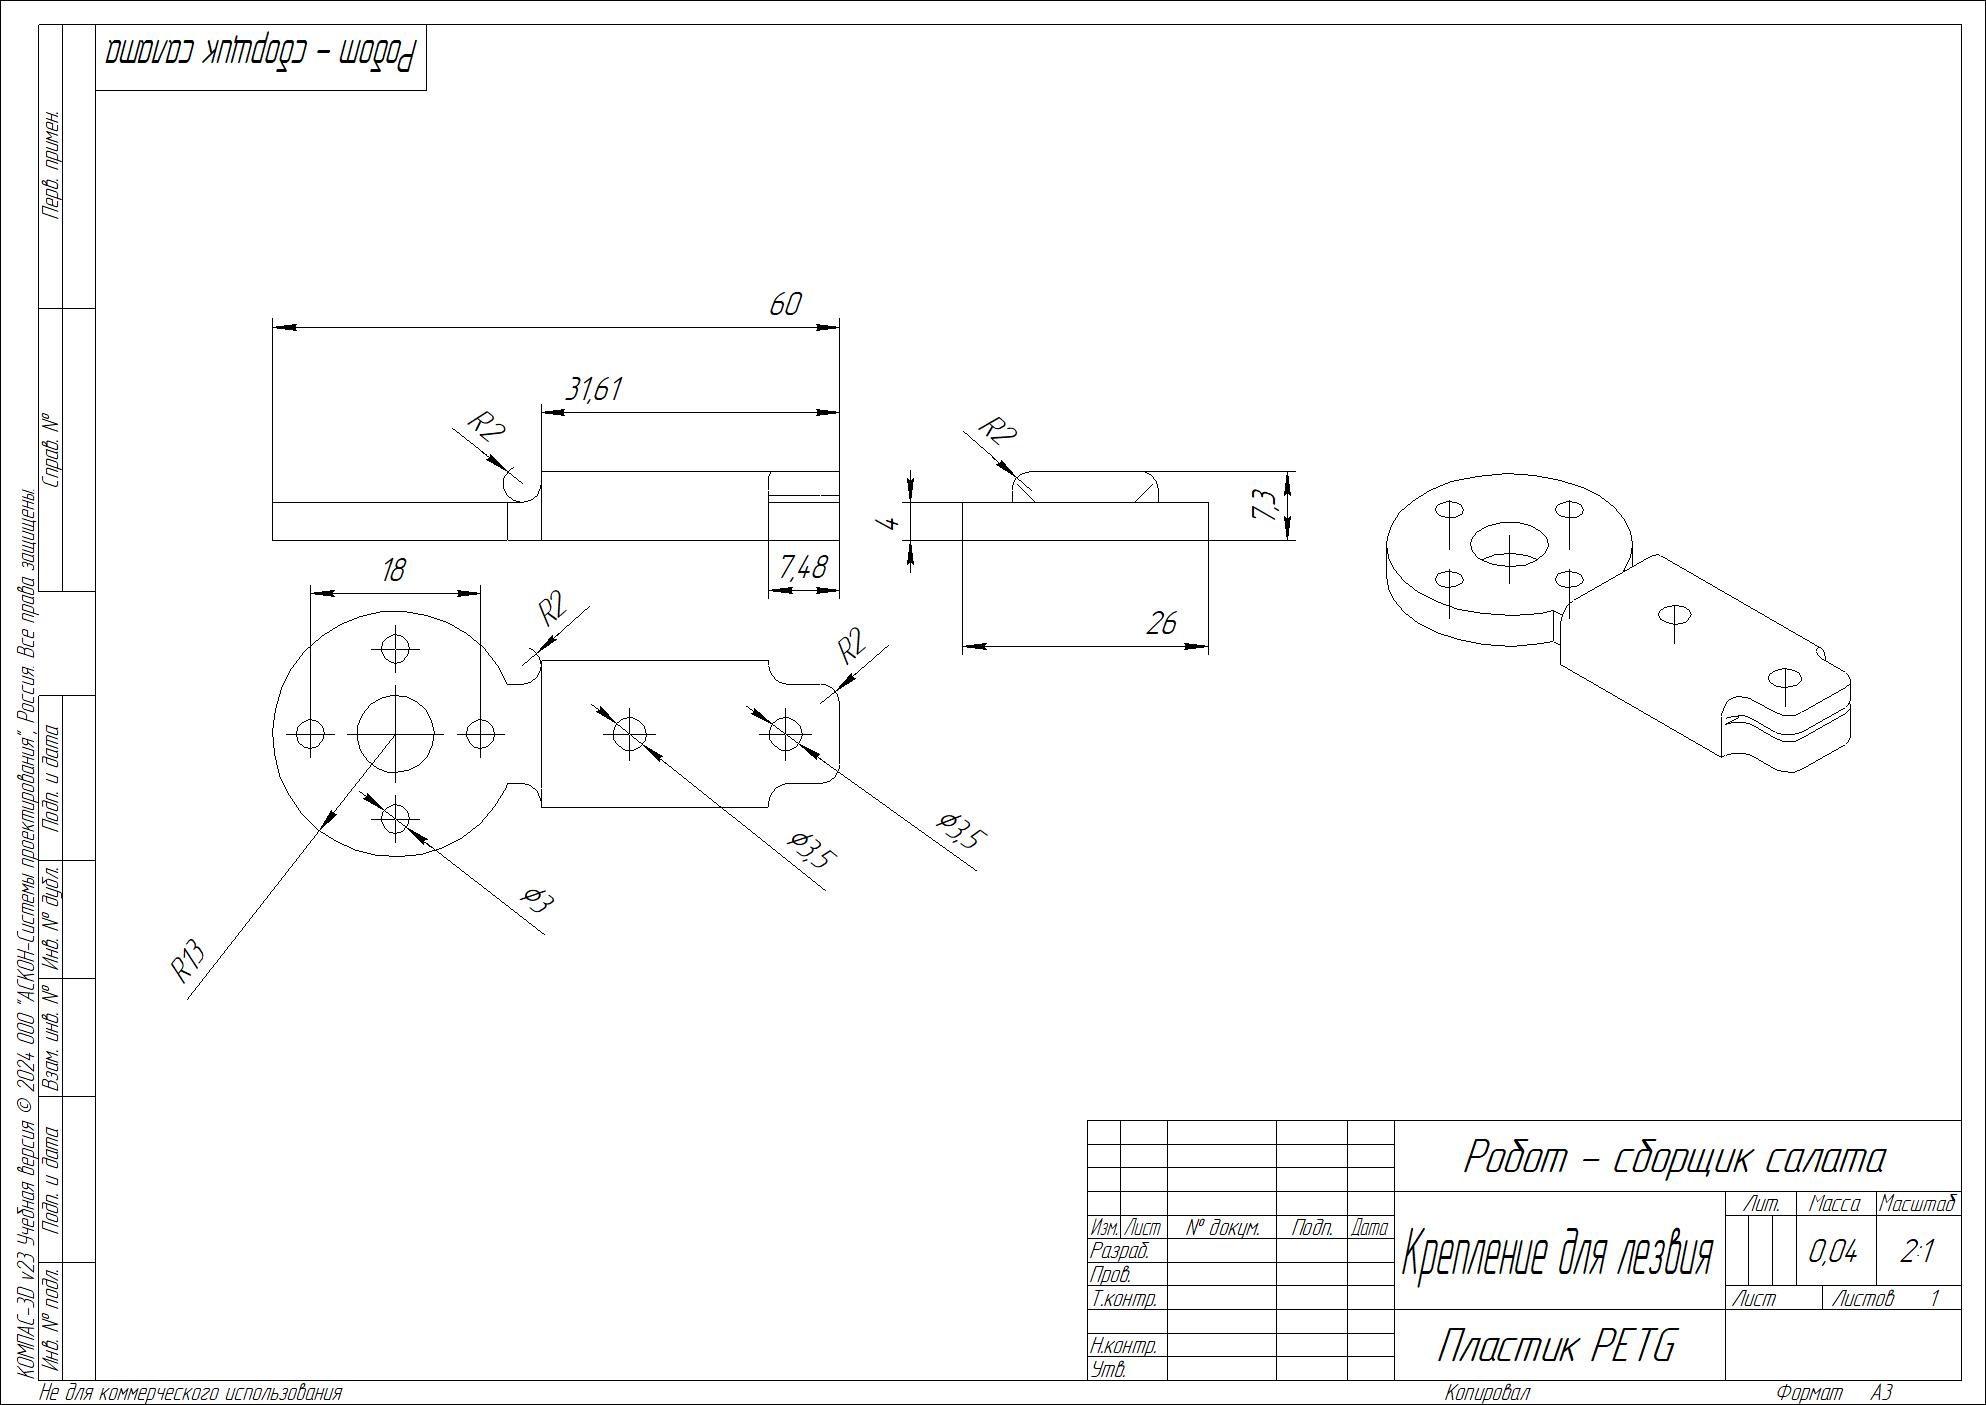 Робот - сборщик салата
Перв. примен.
Справ. №
Подп. и дата
Инв. № дубл.
Взам. инв. №
Подп. и дата
Инв. № подл.
КОМПАС-3D v23 Учебная версия © 2024 ООО "АСКОН-Системы проектирования", Россия. Все права защищены.
60
31,61
R2
R2
4
7,3
7,48
26
18
R2
R2
R13
⌀3
⌀3,5
⌀3,5
Робот - сборщик салата
Лит. Масса Масштаб
Изм. Лист № докум. Подп. Дата
Разраб.
Пров.
Т.контр.
Н.контр.
Утв.
Крепление для лезвия
0,04
2:1
Лист Листов 1
Пластик PETG
Не для коммерческого использования
Копировал
Формат А3